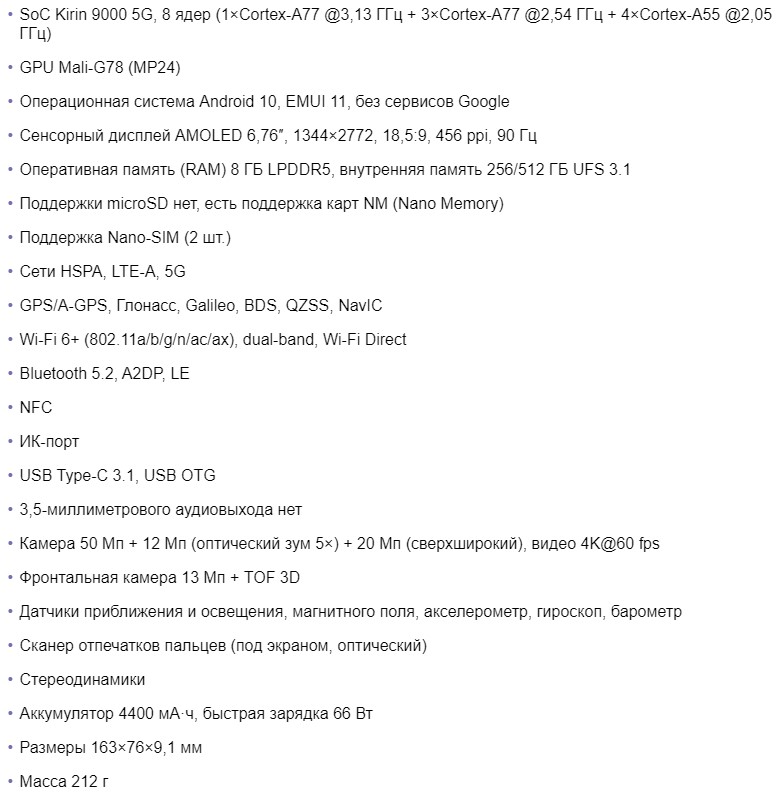 • SoC Kirin 9000 5G, 8 ядер (1×Cortex-A77 @3,13 ГГц + 3×Cortex-A77 @2,54 ГГц + 4×Cortex-A55 @2,05
ГГц)
• GPU Mali-G78 (MP24)
• Операционная система Android 10, EMUI 11, без сервисов Google
• Сенсорный дисплей AMOLED 6,76″, 1344×2772, 18,5:9, 456 ppi, 90 Гц
• Оперативная память (RAM) 8 ГБ LPDDR5, внутренняя память 256/512 ГБ UFS 3.1
• Поддержки microSD нет, есть поддержка карт NM (Nano Memory)
• Поддержка Nano-SIM (2 шт.)
• Сети HSPA, LTE-A, 5G
• GPS/A-GPS, Глонасс, Galileo, BDS, QZSS, NavIC
• Wi-Fi 6+ (802.11a/b/g/n/ac/ax), dual-band, Wi-Fi Direct
• Bluetooth 5.2, A2DP, LE
• NFC
• ИК-порт
• USB Type-C 3.1, USB OTG
• 3,5-миллиметрового аудиовыхода нет
• Камера 50 Мп + 12 Мп (оптический зум 5×) + 20 Мп (сверхширокий), видео 4K@60 fps
• Фронтальная камера 13 Мп + TOF 3D
• Датчики приближения и освещения, магнитного поля, акселерометр, гироскоп, барометр
• Сканер отпечатков пальцев (под экраном, оптический)
• Стереодинамики
• Аккумулятор 4400 мА·ч, быстрая зарядка 66 Вт
• Размеры 163×76×9,1 мм
• Масса 212 г